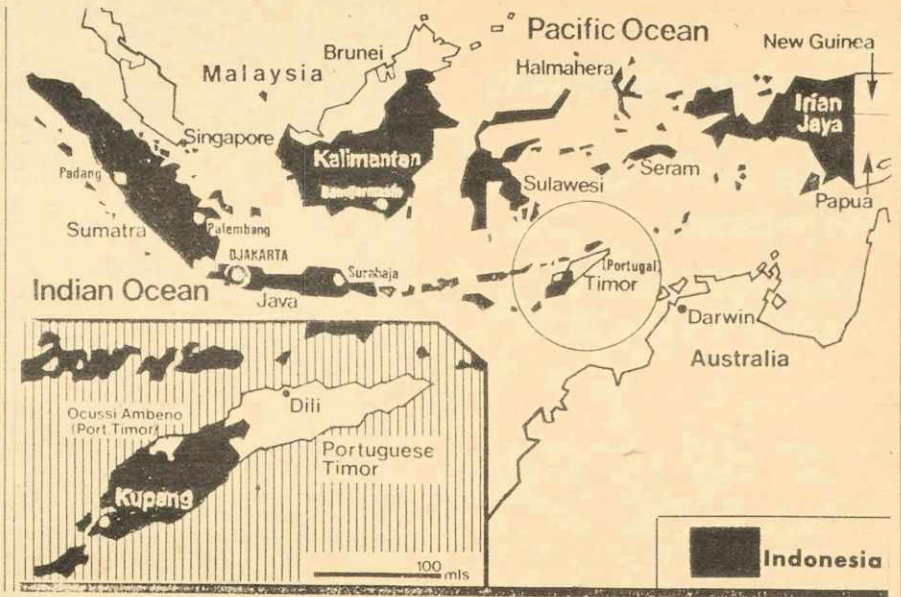 Pacific Ocean
New Guinea
Brunei
Malaysia
Halmahera
Irian
Jaya
Singapore
Kalimantan
Padang
Seram
Sulawesi
Papua
Sumatra
Palembang
DJAKARTA
Surabaja
(Portugal)
Timor
Indian Ocean
Java
Darwin
Australia
Dili
Ocussi Ambeno
(Port. Timor)
Portuguese
Timor
Kupang
100
mls
Indonesia